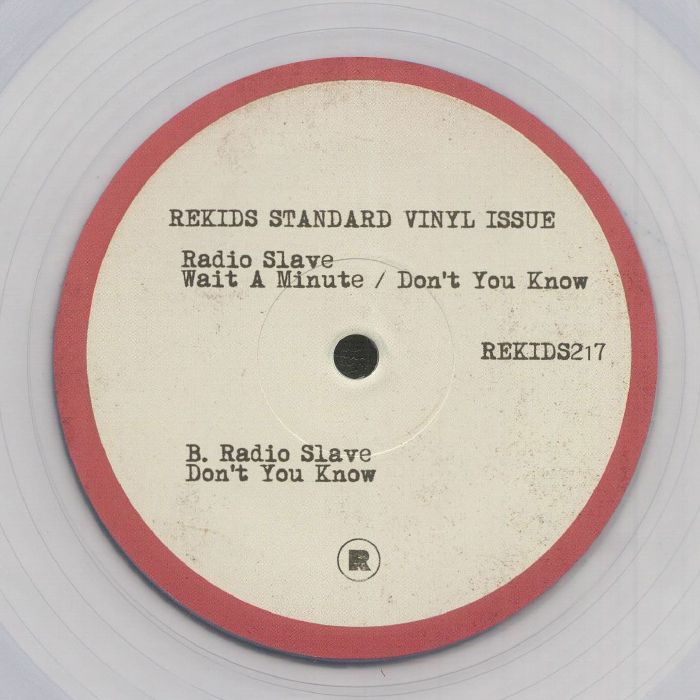 REKIDS STANDARD VINYL ISSUE
Radio Slave
Wait A Minute / Don't You Know
REKIDS217
B. Radio Slave
Don't You Know
R